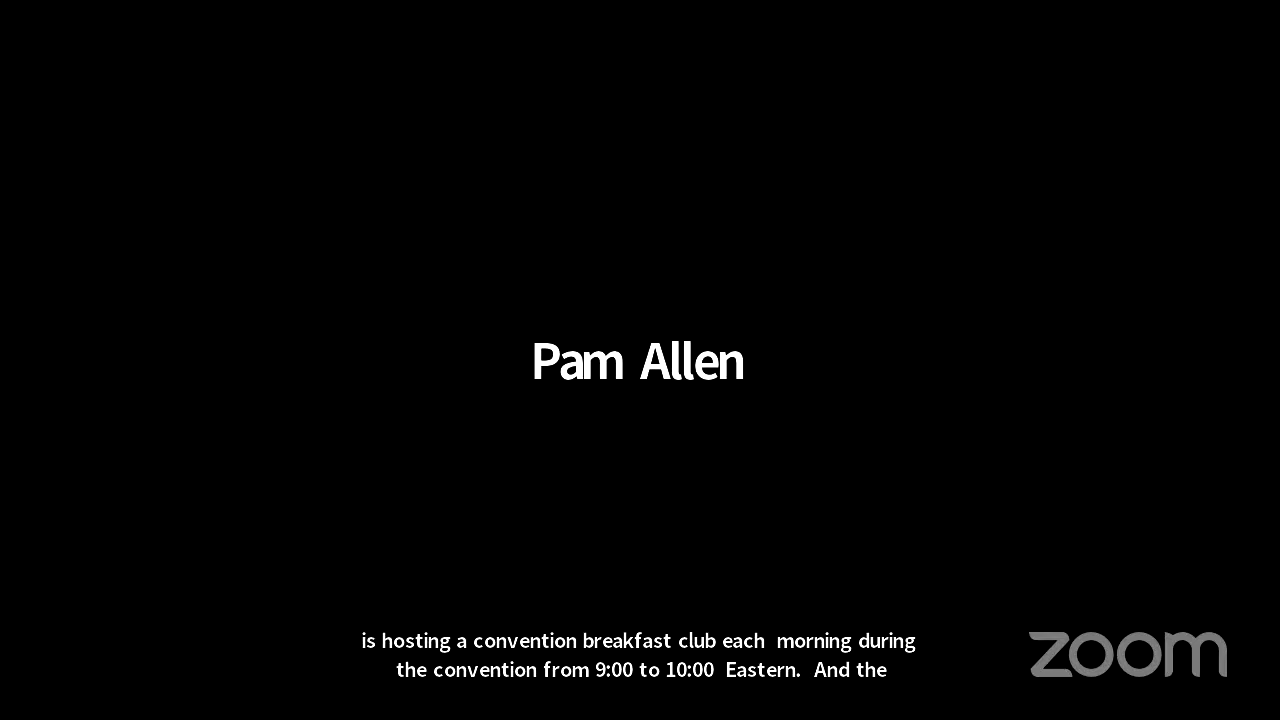 Pam Allen
is hosting a convention breakfast club each morning during
the convention from 9:00 to 10:00 Eastern. And the
zoom